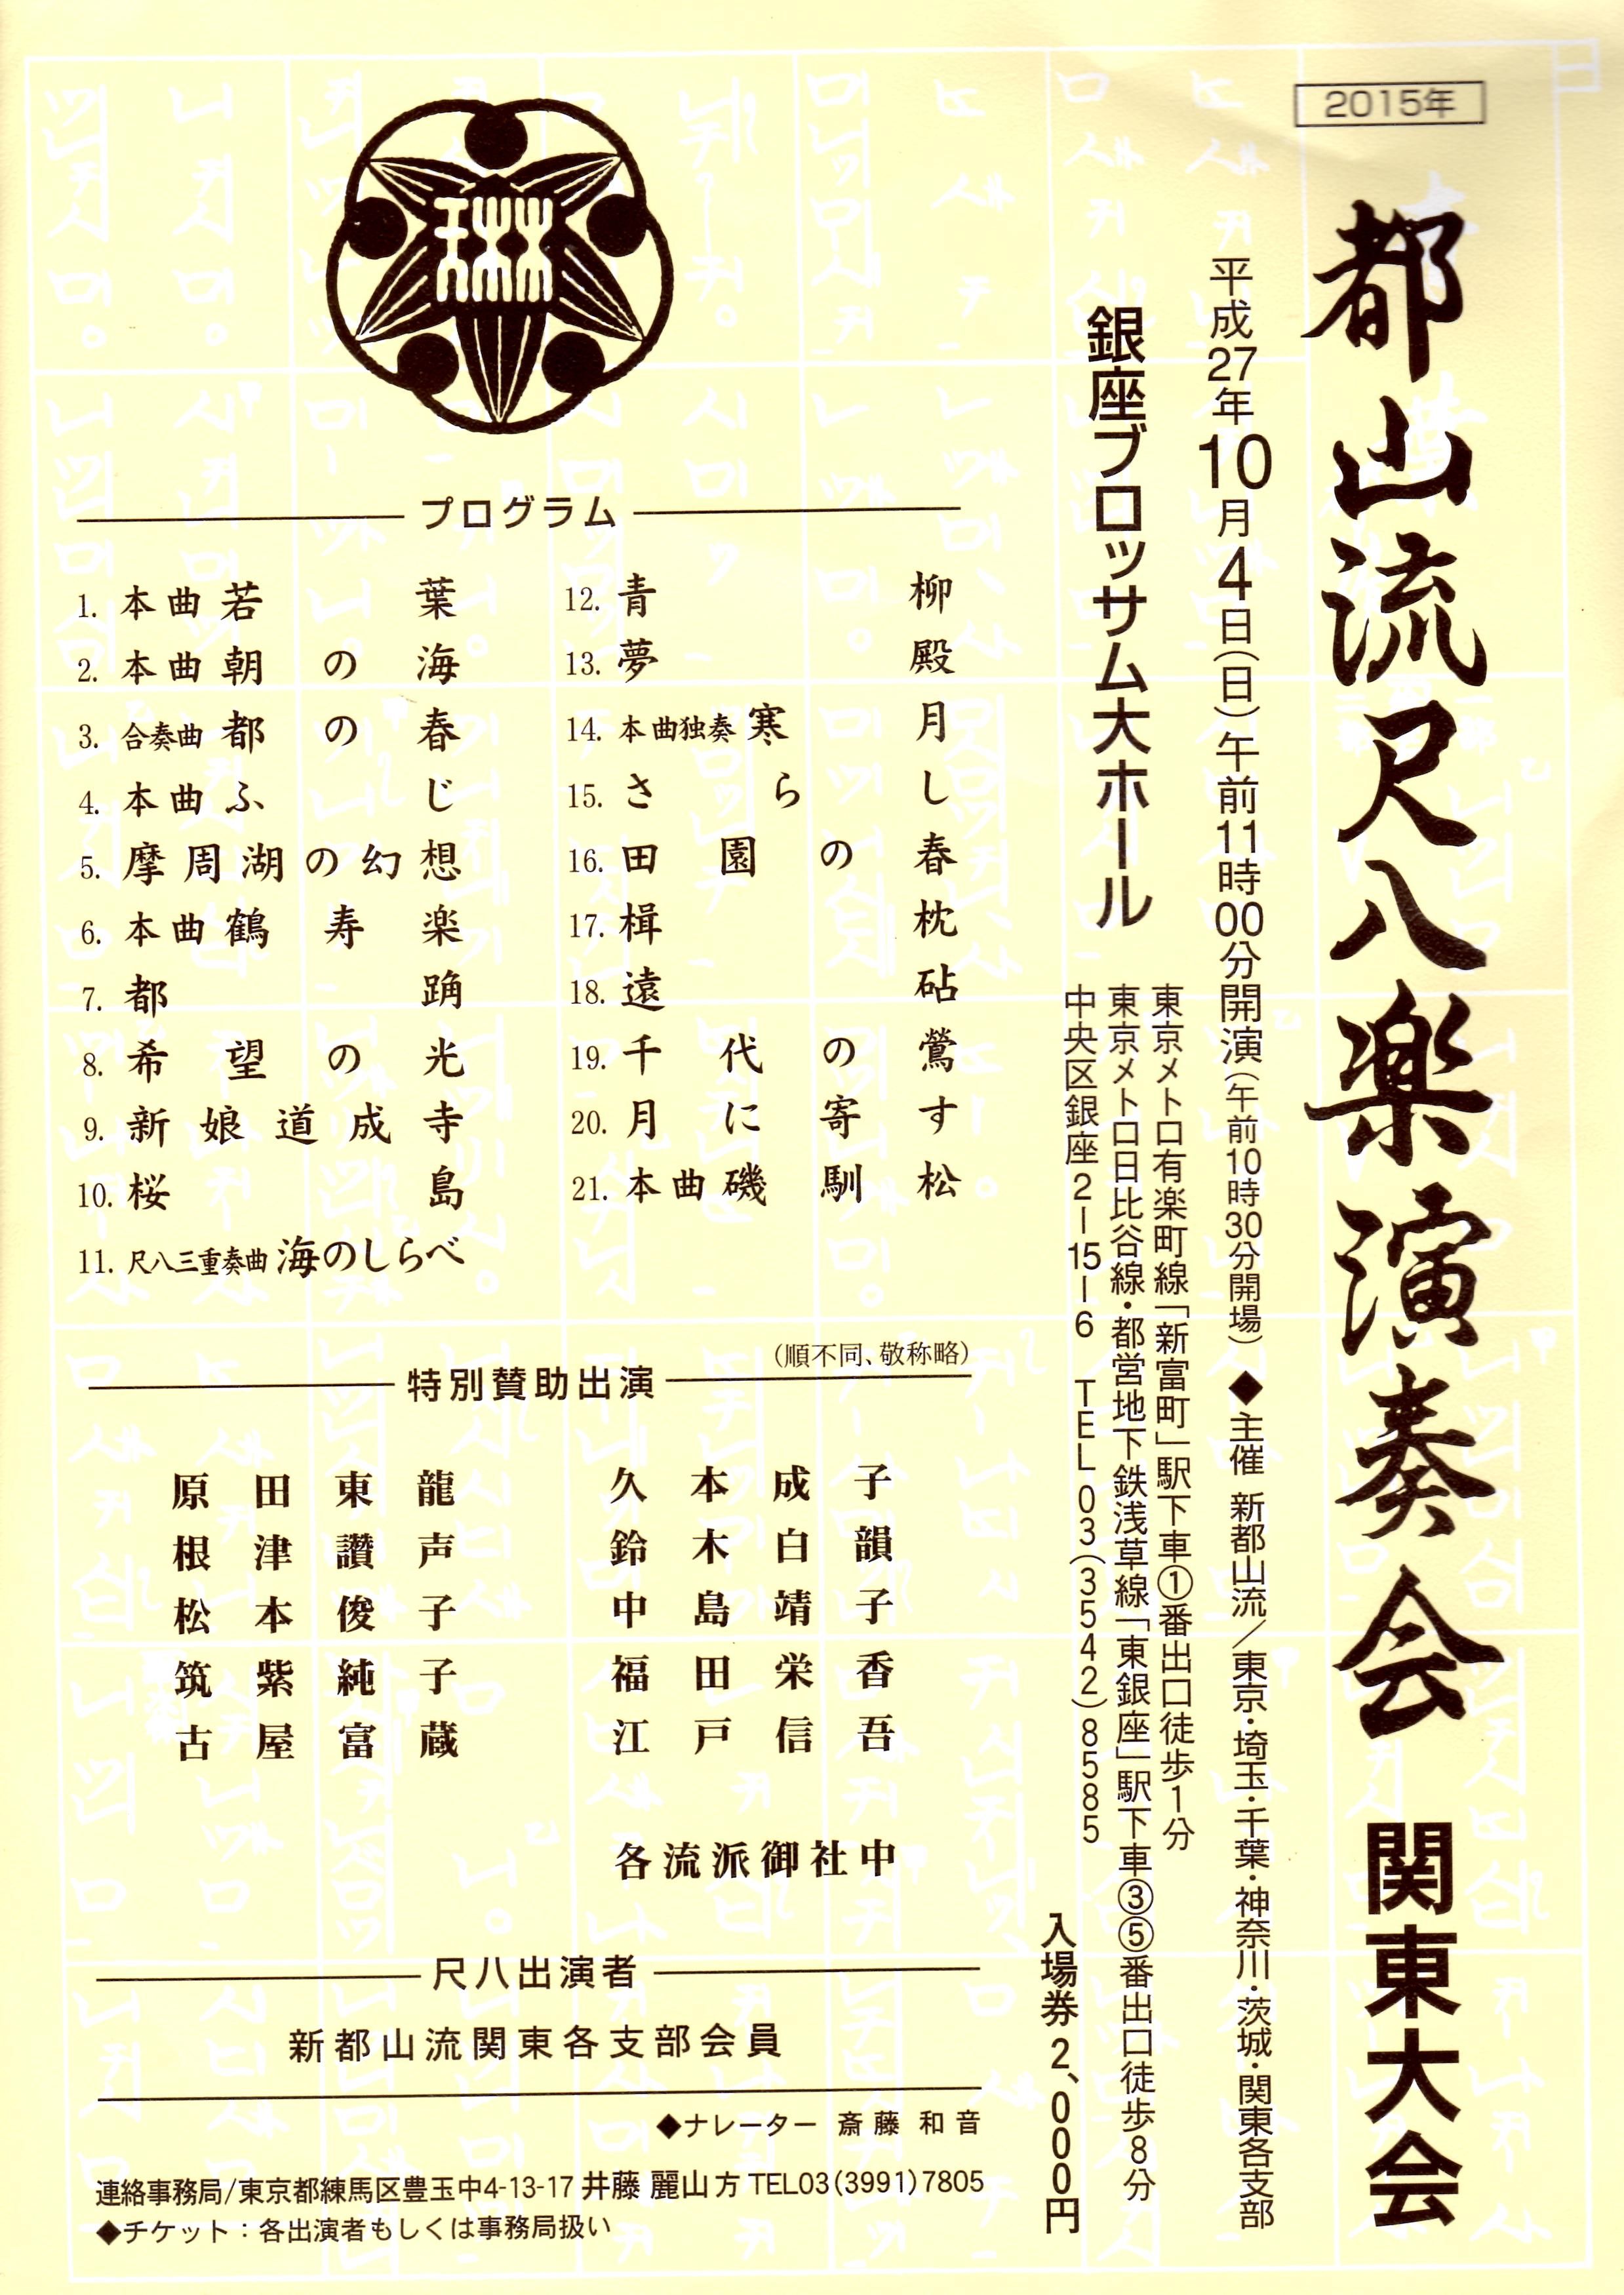 2015年
都山流尺八楽演奏会 関東大会
平成27年10月4日(日)午前11時00分開演(午前10時30分開場)◆主催 新都山流/東京・埼玉・千葉・神奈川・茨城・関東各支部
銀座ブロッサム大ホール
東京メトロ有楽町線「新富町」駅下車①番出口徒歩1分
東京メトロ日比谷線・都営地下鉄浅草線「東銀座」駅下車③⑤番出口徒歩8分
中央区銀座2-15-6 TEL03(3542)8585
入場券2、000円
プログラム
1. 本曲 若葉
2. 本曲 朝の海
3. 合奏曲 都の春
4. 本曲 ふじ
5. 摩周湖の幻想
6. 本曲 鶴寿楽
7. 都踊
8. 希望の光
9. 新娘道成寺
10. 桜島
11. 尺八三重奏曲 海のしらべ
12. 青柳
13. 夢殿
14. 本曲独奏 寒月
15. さらし
16. 田園の春
17. 楫枕
18. 遠砧
19. 千代の鶯
20. 月に寄す
21. 本曲 磯馴松
(順不同、敬称略)
特別賛助出演
原田東龍
根津讃声
松本俊子
筑紫純子
古屋富蔵
久本成子
鈴木白韻
中島靖子
福田栄香
江戸信吾
各流派御社中
尺八出演者
新都山流関東各支部会員
◆ナレーター 斎藤 和音
連絡事務局/東京都練馬区豊玉中4-13-17 井藤 麗山方 TEL03(3991)7805
◆チケット：各出演者もしくは事務局扱い